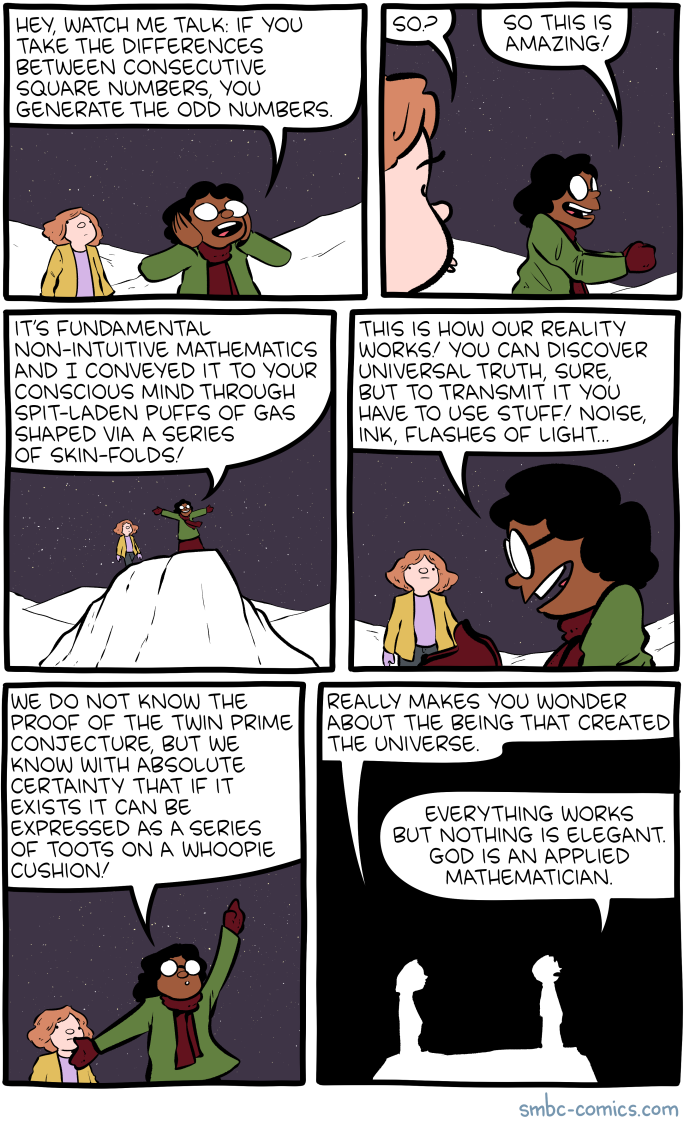 HEY, WATCH ME TALK: IF YOU
TAKE THE DIFFERENCES
BETWEEN CONSECUTIVE
SQUARE NUMBERS, YOU
GENERATE THE ODD NUMBERS.
SO?
SO THIS IS
AMAZING!
IT'S FUNDAMENTAL
NON-INTUITIVE MATHEMATICS
AND I CONVEYED IT TO YOUR
CONSCIOUS MIND THROUGH
SPIT-LADEN PUFFS OF GAS
SHAPED VIA A SERIES
OF SKIN-FOLDS!
THIS IS HOW OUR REALITY
WORKS! YOU CAN DISCOVER
UNIVERSAL TRUTH, SURE,
BUT TO TRANSMIT IT YOU
HAVE TO USE STUFF! NOISE,
INK, FLASHES OF LIGHT...
WE DO NOT KNOW THE
PROOF OF THE TWIN PRIME
CONJECTURE, BUT WE
KNOW WITH ABSOLUTE
CERTAINTY THAT IF IT
EXISTS IT CAN BE
EXPRESSED AS A SERIES
OF TOOTS ON A WHOOPIE
CUSHION!
REALLY MAKES YOU WONDER
ABOUT THE BEING THAT CREATED
THE UNIVERSE.
EVERYTHING WORKS
BUT NOTHING IS ELEGANT.
GOD IS AN APPLIED
MATHEMATICIAN.
smbc-comics.com